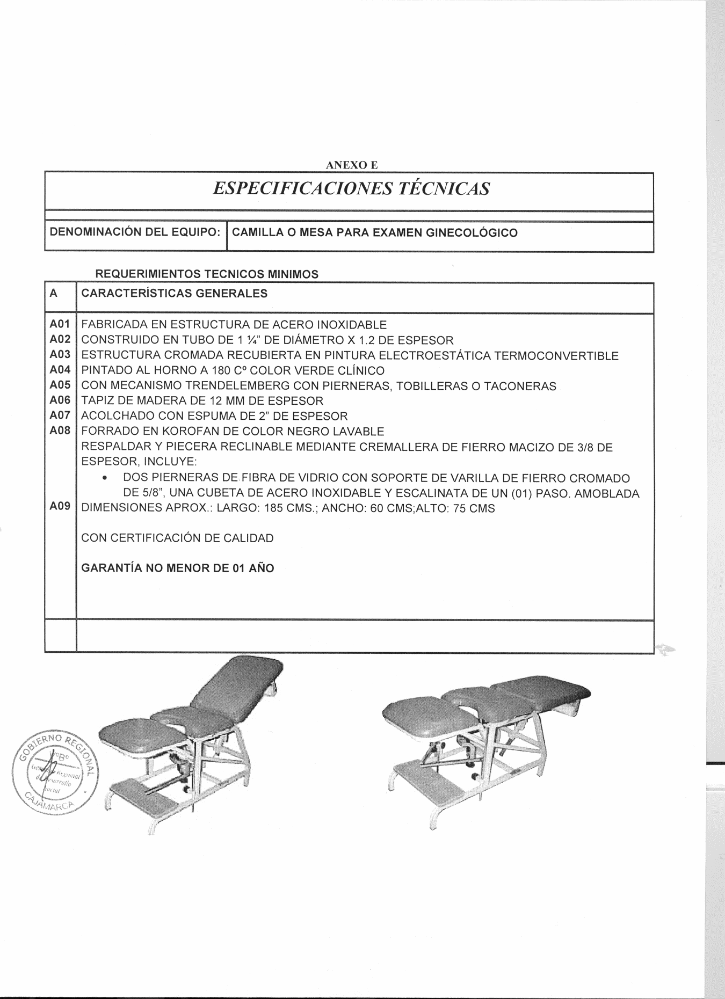 ANEXO E
ESPECIFICACIONES TÉCNICAS
DENOMINACIÓN DEL EQUIPO: CAMILLA O MESA PARA EXAMEN GINECOLÓGICO
REQUERIMIENTOS TECNICOS MINIMOS
A CARACTERÍSTICAS GENERALES
A01 FABRICADA EN ESTRUCTURA DE ACERO INOXIDABLE
A02 CONSTRUIDO EN TUBO DE 1 ¼” DE DIÁMETRO X 1.2 DE ESPESOR
A03 ESTRUCTURA CROMADA RECUBIERTA EN PINTURA ELECTROESTÁTICA TERMOCONVERTIBLE
A04 PINTADO AL HORNO A 180 Cº COLOR VERDE CLÍNICO
A05 CON MECANISMO TRENDELEMBERG CON PIERNERAS, TOBILLERAS O TACONERAS
A06 TAPIZ DE MADERA DE 12 MM DE ESPESOR
A07 ACOLCHADO CON ESPUMA DE 2” DE ESPESOR
A08 FORRADO EN KOROFAN DE COLOR NEGRO LAVABLE
RESPALDAR Y PIECERA RECLINABLE MEDIANTE CREMALLERA DE FIERRO MACIZO DE 3/8 DE
ESPESOR, INCLUYE:
• DOS PIERNERAS DE FIBRA DE VIDRIO CON SOPORTE DE VARILLA DE FIERRO CROMADO
DE 5/8”, UNA CUBETA DE ACERO INOXIDABLE Y ESCALINATA DE UN (01) PASO. AMOBLADA
A09 DIMENSIONES APROX.: LARGO: 185 CMS.; ANCHO: 60 CMS;ALTO: 75 CMS
CON CERTIFICACIÓN DE CALIDAD
GARANTÍA NO MENOR DE 01 AÑO
GOBIERNO REGIONAL
VºBº
Regional
Desarrollo
Social
CAJAMARCA